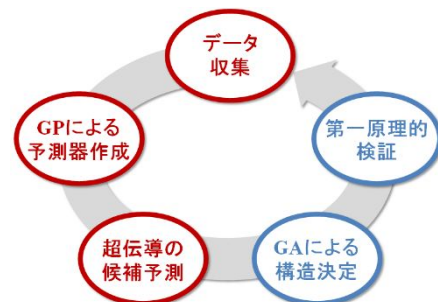 データ
収集
GPによる
予測器作成
超伝導の
候補予測
GAによる
構造決定
第一原理的
検証